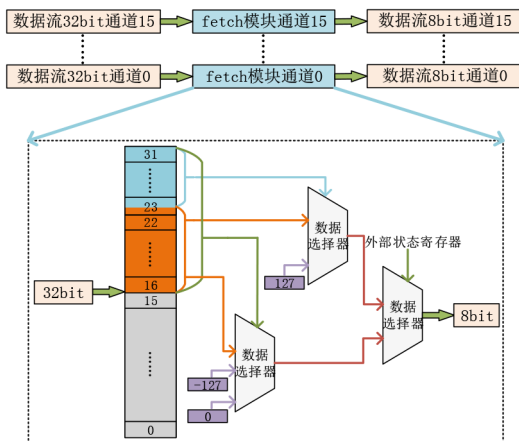 数据流32bit通道15 fetch模块通道15 数据流8bit通道15
数据流32bit通道0 fetch模块通道0 数据流8bit通道0
31
23
22
16
15
0
32bit
数据
选择器
127
外部状态寄存器
数据
选择器
8bit
数据
选择器
-127
0